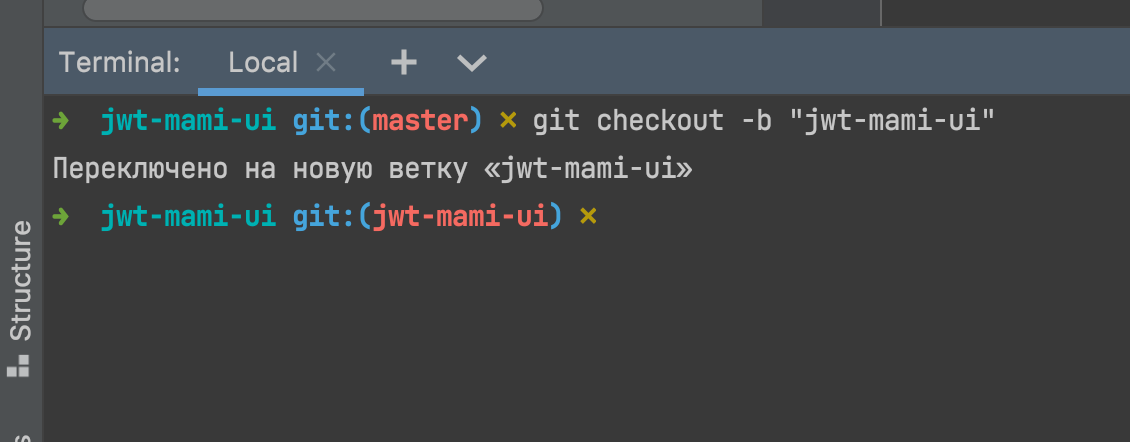 Terminal: Local × + 
➜ jwt-mami-ui git:(master) × git checkout -b "jwt-mami-ui"
Переключено на новую ветку «jwt-mami-ui»
➜ jwt-mami-ui git:(jwt-mami-ui) ×
Structure